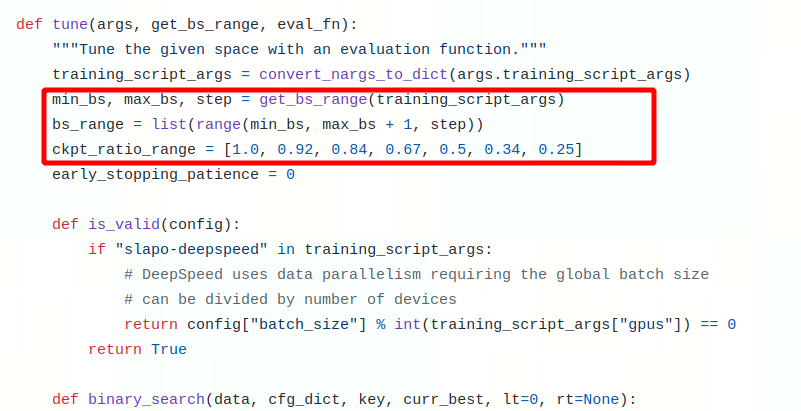 def tune(args, get_bs_range, eval_fn):
    """Tune the given space with an evaluation function."""
    training_script_args = convert_nargs_to_dict(args.training_script_args)
    min_bs, max_bs, step = get_bs_range(training_script_args)
    bs_range = list(range(min_bs, max_bs + 1, step))
    ckpt_ratio_range = [1.0, 0.92, 0.84, 0.67, 0.5, 0.34, 0.25]
    early_stopping_patience = 0

    def is_valid(config):
        if "slapo-deepspeed" in training_script_args:
            # DeepSpeed uses data parallelism requiring the global batch size
            # can be divided by number of devices
            return config["batch_size"] % int(training_script_args["gpus"]) == 0
        return True

    def binary_search(data, cfg_dict, key, curr_best, lt=0, rt=None):